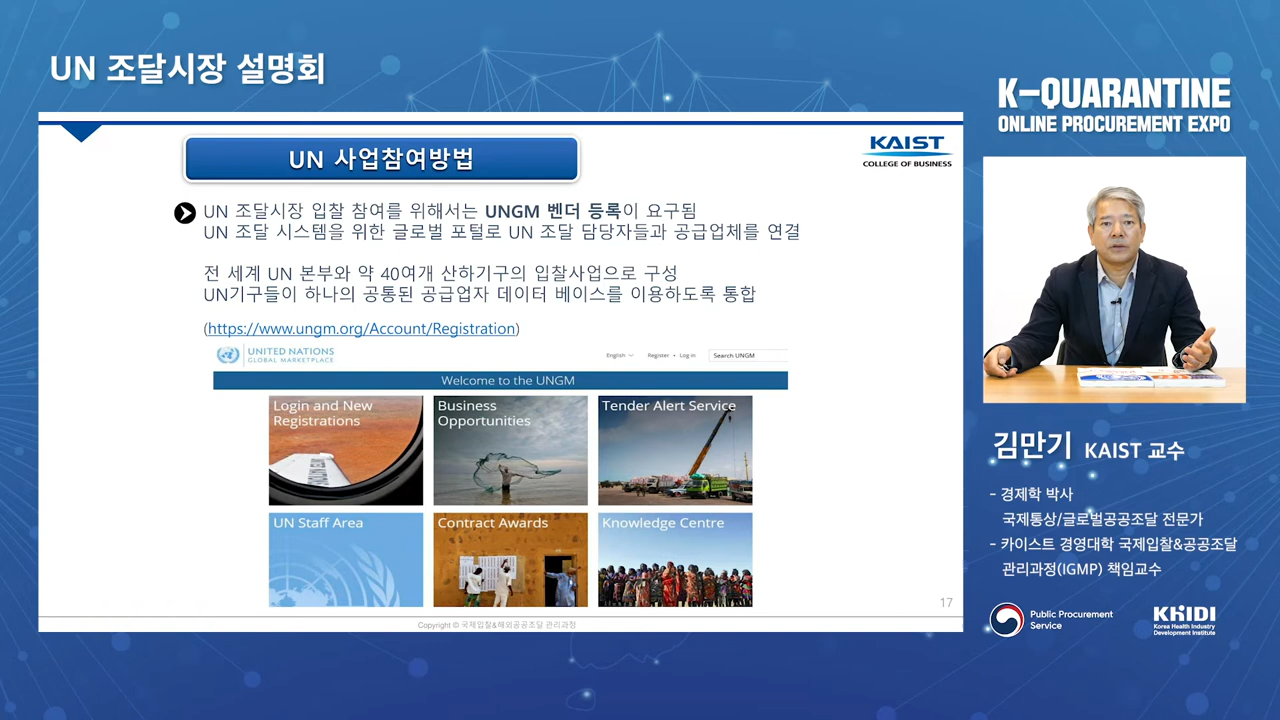 UN 조달시장 설명회
K-QUARANTINE
ONLINE PROCUREMENT EXPO
UN 사업참여방법
KAIST
COLLEGE OF BUSINESS
UN 조달시장 입찰 참여를 위해서는 UNGM 벤더 등록이 요구됨
UN 조달 시스템을 위한 글로벌 포털로 UN 조달 담당자들과 공급업체를 연결
전 세계 UN 본부와 약 40여개 산하기구의 입찰사업으로 구성
UN기구들이 하나의 공통된 공급업자 데이터 베이스를 이용하도록 통합
(https://www.ungm.org/Account/Registration)
UNITED NATIONS
GLOBAL MARKETPLACE
English
Register • Log in
Search UNGM
Welcome to the UNGM
Login and New
Registrations
Business
Opportunities
Tender Alert Service
UN Staff Area
Contract Awards
Knowledge Centre
17
Copyright © 국제입찰&해외공공조달 관리과정
김만기 KAIST 교수
- 경제학 박사
국제통상/글로벌공공조달 전문가
- 카이스트 경영대학 국제입찰&공공조달
관리과정(IGMP) 책임교수
Public Procurement
Service
KHIDI
Korea Health Industry
Development Institute